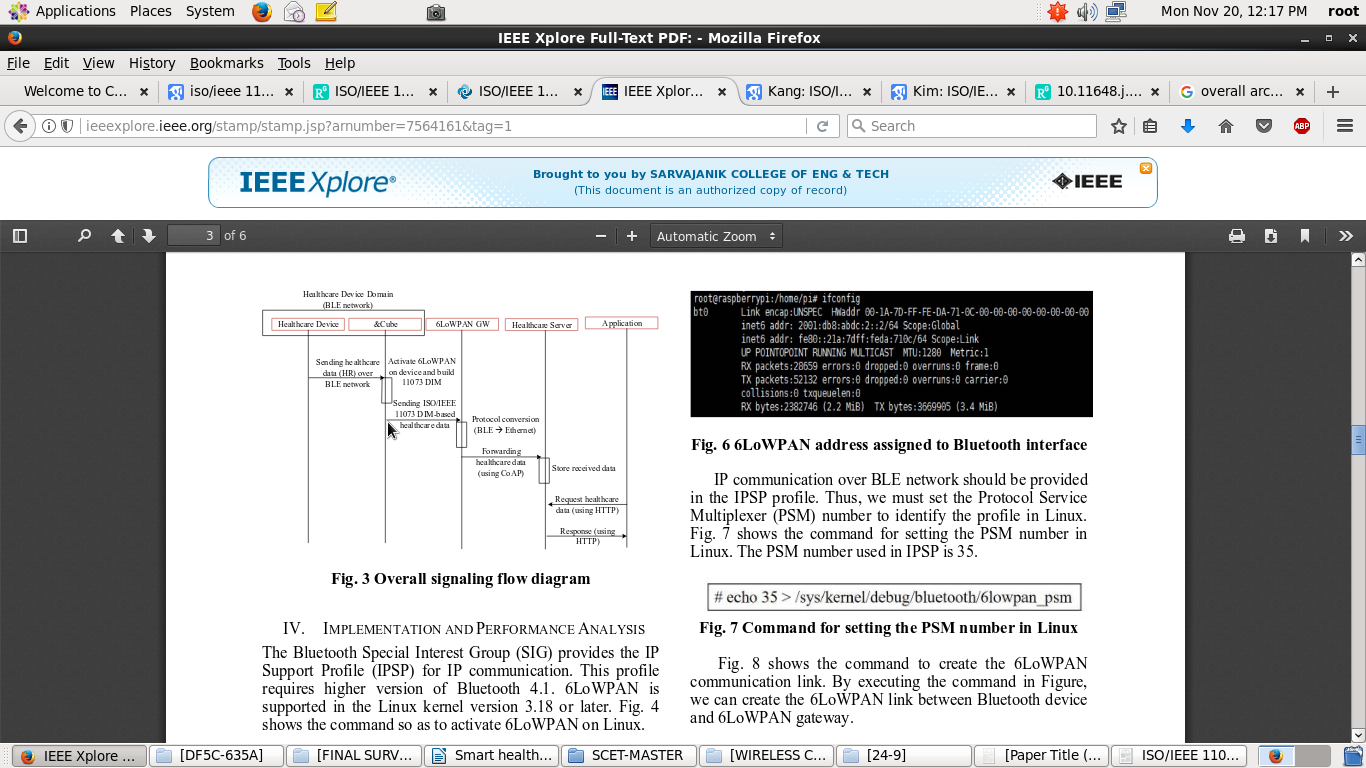 Applications Places System Mon Nov 20, 12:17 PM root
IEEE Xplore Full-Text PDF: - Mozilla Firefox
File Edit View History Bookmarks Tools Help
Welcome to C... iso/ieee 11... ISO/IEEE 1... ISO/IEEE 1... IEEE Xplor... Kang: ISO/I... Kim: ISO/IE... 10.11648.j.... overall arc...
ieeexplore.ieee.org/stamp/stamp.jsp?arnumber=7564161&tag=1 Search ABP
IEEE Xplore®
Brought to you by SARVAJANIK COLLEGE OF ENG & TECH
(This document is an authorized copy of record)
IEEE
3 of 6 Automatic Zoom
Healthcare Device Domain
(BLE network)
Healthcare Device &Cube 6LoWPAN GW Healthcare Server Application
Sending healthcare
data (HR) over
BLE network
Activate 6LoWPAN
on device and build
11073 DIM
Sending ISO/IEEE
11073 DIM-based
healthcare data
Protocol conversion
(BLE → Ethernet)
Forwarding
healthcare data
(using CoAP)
Store received data
Request healthcare
data (using HTTP)
Response (using
HTTP)
Fig. 3 Overall signaling flow diagram
IV. IMPLEMENTATION AND PERFORMANCE ANALYSIS
The Bluetooth Special Interest Group (SIG) provides the IP
Support Profile (IPSP) for IP communication. This profile
requires higher version of Bluetooth 4.1. 6LoWPAN is
supported in the Linux kernel version 3.18 or later. Fig. 4
shows the command so as to activate 6LoWPAN on Linux.
root@raspberrypi:/home/pi# ifconfig
bt0 Link encap:UNSPEC HWaddr 00-1A-7D-FF-FE-DA-71-0C-00-00-00-00-00-00-00-00
inet6 addr: 2001:db8:abdc:2::2/64 Scope:Global
inet6 addr: fe80::21a:7dff:feda:710c/64 Scope:Link
UP POINTOPOINT RUNNING MULTICAST MTU:1280 Metric:1
RX packets:28659 errors:0 dropped:0 overruns:0 frame:0
TX packets:52132 errors:0 dropped:0 overruns:0 carrier:0
collisions:0 txqueuelen:0
RX bytes:2382746 (2.2 MiB) TX bytes:3669905 (3.4 MiB)
Fig. 6 6LoWPAN address assigned to Bluetooth interface
IP communication over BLE network should be provided
in the IPSP profile. Thus, we must set the Protocol Service
Multiplexer (PSM) number to identify the profile in Linux.
Fig. 7 shows the command for setting the PSM number in
Linux. The PSM number used in IPSP is 35.
# echo 35 > /sys/kernel/debug/bluetooth/6lowpan_psm
Fig. 7 Command for setting the PSM number in Linux
Fig. 8 shows the command to create the 6LoWPAN
communication link. By executing the command in Figure,
we can create the 6LoWPAN link between Bluetooth device
and 6LoWPAN gateway.
IEEE Xplore ... [DF5C-635A] [FINAL SURV... Smart health... SCET-MASTER [WIRELESS C... [24-9] [Paper Title (... ISO/IEEE 110...